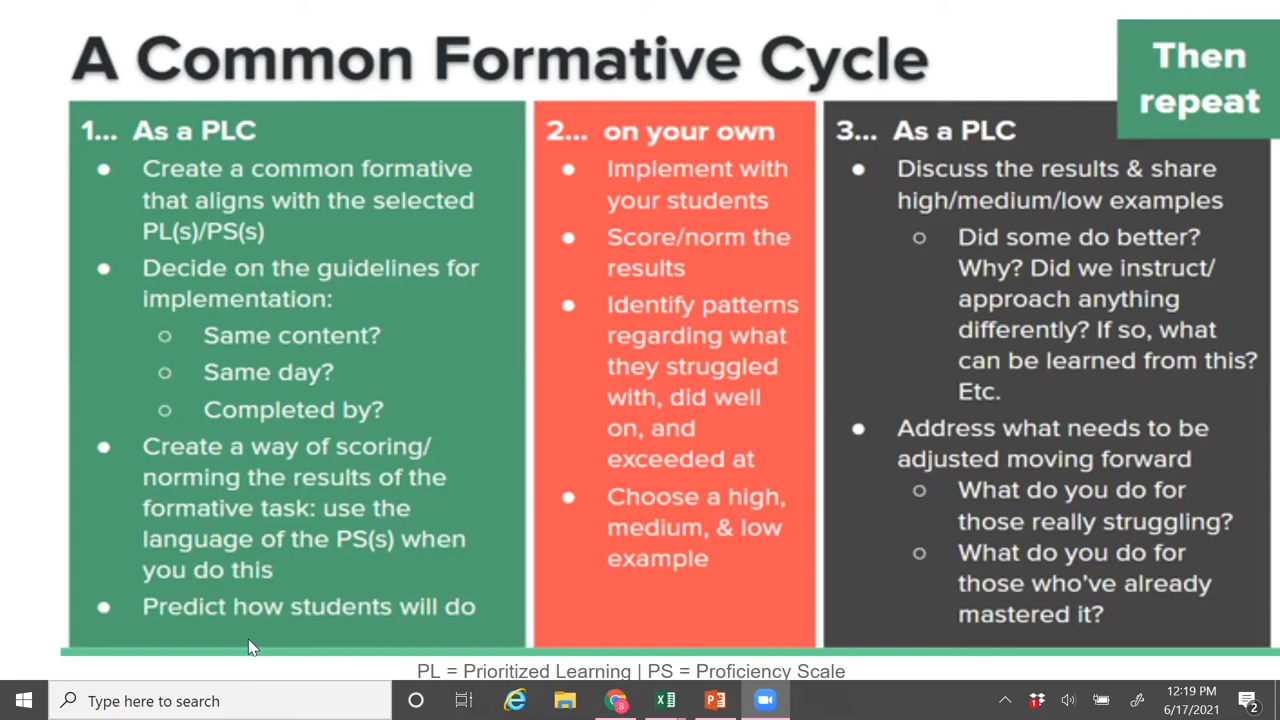 A Common Formative Cycle
Then
repeat
1... As a PLC
● Create a common formative
that aligns with the selected
PL(s)/PS(s)
● Decide on the guidelines for
implementation:
○ Same content?
○ Same day?
○ Completed by?
● Create a way of scoring/
norming the results of the
formative task: use the
language of the PS(s) when
you do this
● Predict how students will do
2... on your own
● Implement with
your students
● Score/norm the
results
● Identify patterns
regarding what
they struggled
with, did well
on, and
exceeded at
● Choose a high,
medium, & low
example
3... As a PLC
● Discuss the results & share
high/medium/low examples
○ Did some do better?
Why? Did we instruct/
approach anything
differently? If so, what
can be learned from this?
Etc.
● Address what needs to be
adjusted moving forward
○ What do you do for
those really struggling?
○ What do you do for
those who've already
mastered it?
PL = Prioritized Learning | PS = Proficiency Scale
Type here to search
12:19 PM
6/17/2021
2